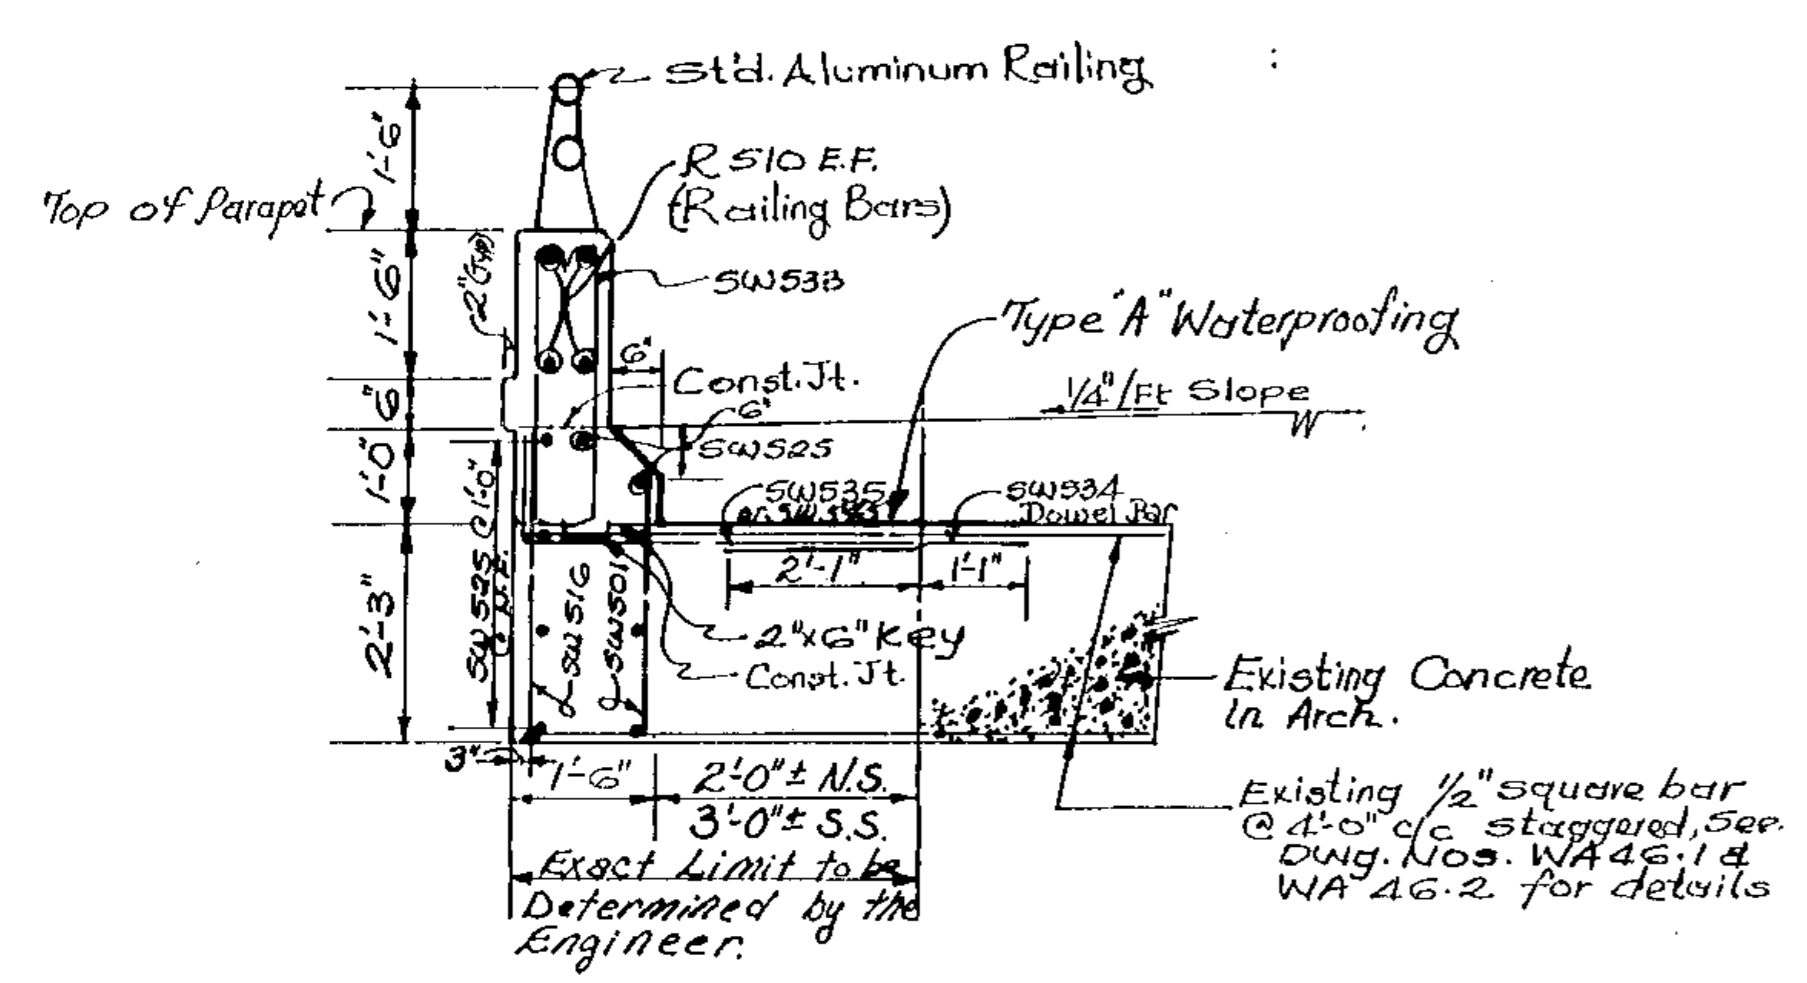 Std. Aluminum Railing
1'-6"
R 510 E.F.
(Railing Bars)
Top of Parapet
2" (Typ)
SW533
1'-6"
Type "A" Waterproofing
6"
Const. Jt.
1/4"/Ft Slope
W
6"
6"
SW525
1'-0"
SW535
SW534
Dowel Bar
SW525 @ 1'-0"
2'-1"
1'-1"
2'-3"
SW516
SW501
2"x6" Key
Const. Jt.
Existing Concrete
in Arch.
3"
1'-6"
2'-0"± N.S.
3'-0"± S.S.
Existing 1/2" square bar
@ 4'-0" c/c staggered, See
Dwg. Nos. WA 46.1 &
WA 46.2 for details
Exact Limit to be
Determined by the
Engineer.